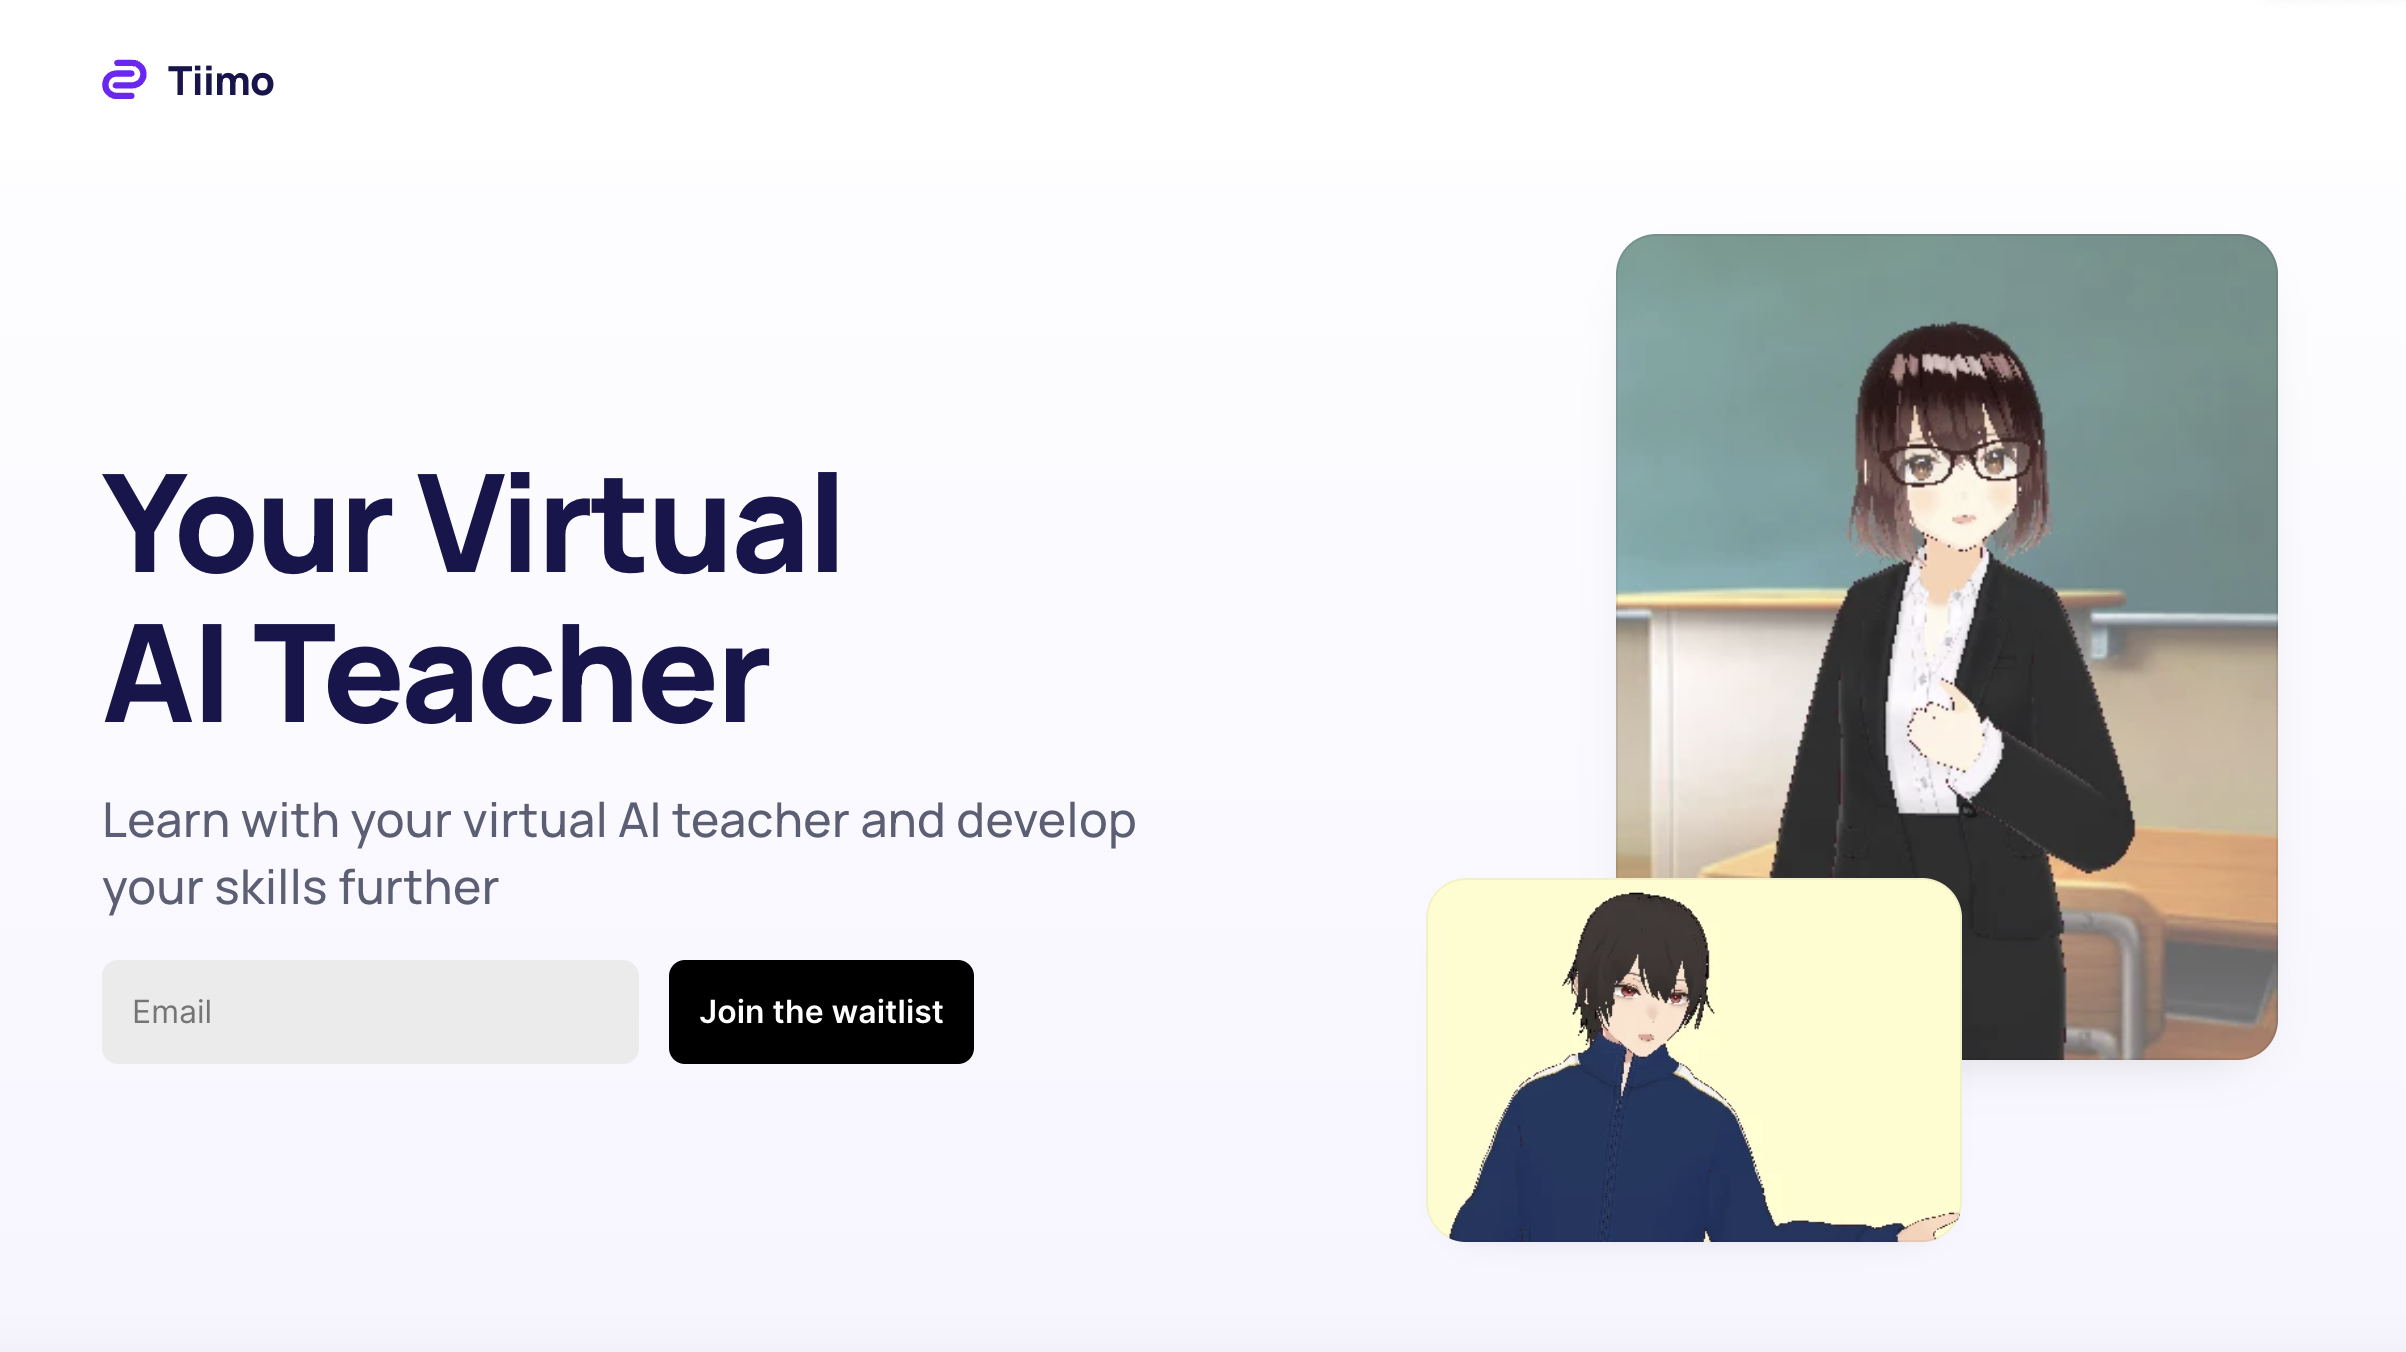 Tiimo
Your Virtual
AI Teacher
Learn with your virtual AI teacher and develop
your skills further
Email
Join the waitlist